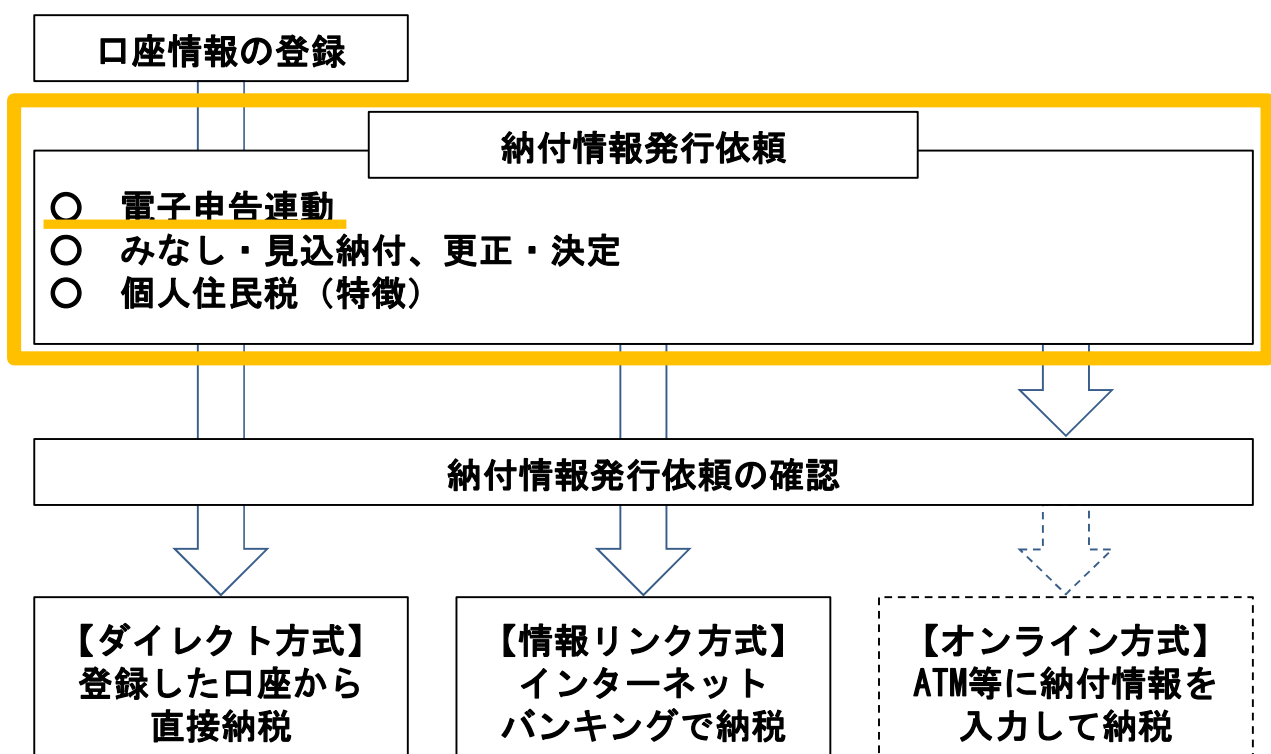 口座情報の登録
納付情報発行依頼
○　電子申告連動
○　みなし・見込納付、更正・決定
○　個人住民税（特徴）
納付情報発行依頼の確認
【ダイレクト方式】
登録した口座から
直接納税
【情報リンク方式】
インターネット
バンキングで納税
【オンライン方式】
ATM等に納付情報を
入力して納税